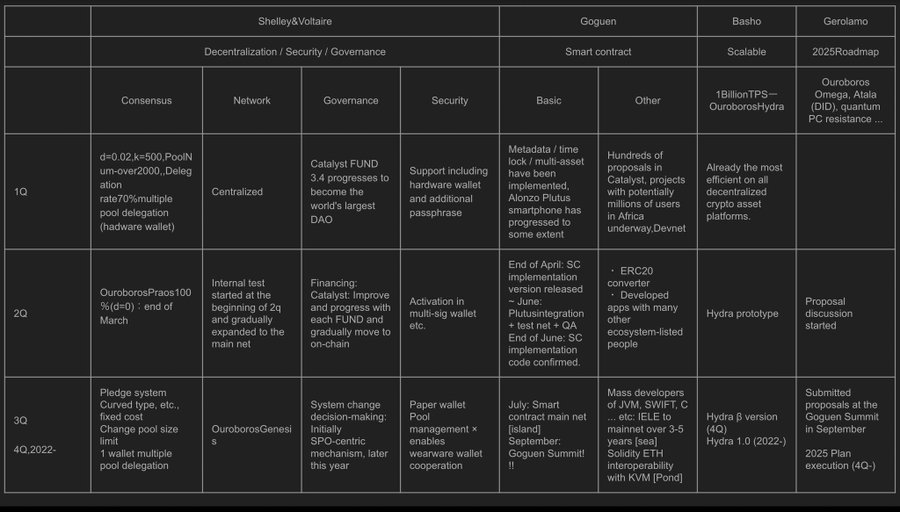 Shelley&Voltaire
Goguen
Basho
Gerolamo
Decentralization / Security / Governance
Smart contract
Scalable
2025Roadmap
Consensus
Network
Governance
Security
Basic
Other
1BillionTPS—
OuroborosHydra
Ouroboros
Omega, Atala
(DID), quantum
PC resistance ...
1Q
d=0.02,k=500,PoolN
um-over2000,,Deleg
ation
rate70%multiple
pool delegation
(hadware wallet)
Centralized
Catalyst FUND
3.4 progresses to
become the
world's largest
DAO
Support including
hardware wallet
and additional
passphrase
Metadata / time
lock / multi-asset
have been
implemented,
Alonzo Plutus
smartphone has
progressed to
some extent
Hundreds of
proposals in
Catalyst, projects
with potentially
millions of users
in Africa
underway,Devnet
Already the most
efficient on all
decentralized
crypto asset
platforms.
2Q
OuroborosPraos100
%(d=0)：end of
March
Internal test
started at the
beginning of 2q
and gradually
expanded to the
main net
Financing:
Catalyst: Improve
and progress with
each FUND and
gradually move to
on-chain
Activation in
multi-sig wallet
etc.
End of April: SC
implementation
version released
~ June:
Plutusintegration
+ test net + QA
End of June: SC
implementation
code confirmed.
・ ERC20
converter
・ Developed
apps with many
other
ecosystem-listed
people
Hydra prototype
Proposal
discussion
started
3Q
4Q,2022-
Pledge system
Curved type, etc.,
fixed cost
Change pool size
limit
1 wallet multiple
pool delegation
OuroborosGenesi
s
System change
decision-making:
Initially
SPO-centric
mechanism, later
this year
Paper wallet
Pool
management ×
enables
wearware wallet
cooperation
July: Smart
contract main net
[island]
September:
Goguen Summit!
!!
Mass developers
of JVM, SWIFT, C
... etc: IELE to
mainnet over 3-5
years [sea]
Solidity ETH
interoperability
with KVM [Pond]
Hydra β version
(4Q)
Hydra 1.0 (2022-)
Submitted
proposals at the
Goguen Summit
in September
2025 Plan
execution (4Q-)